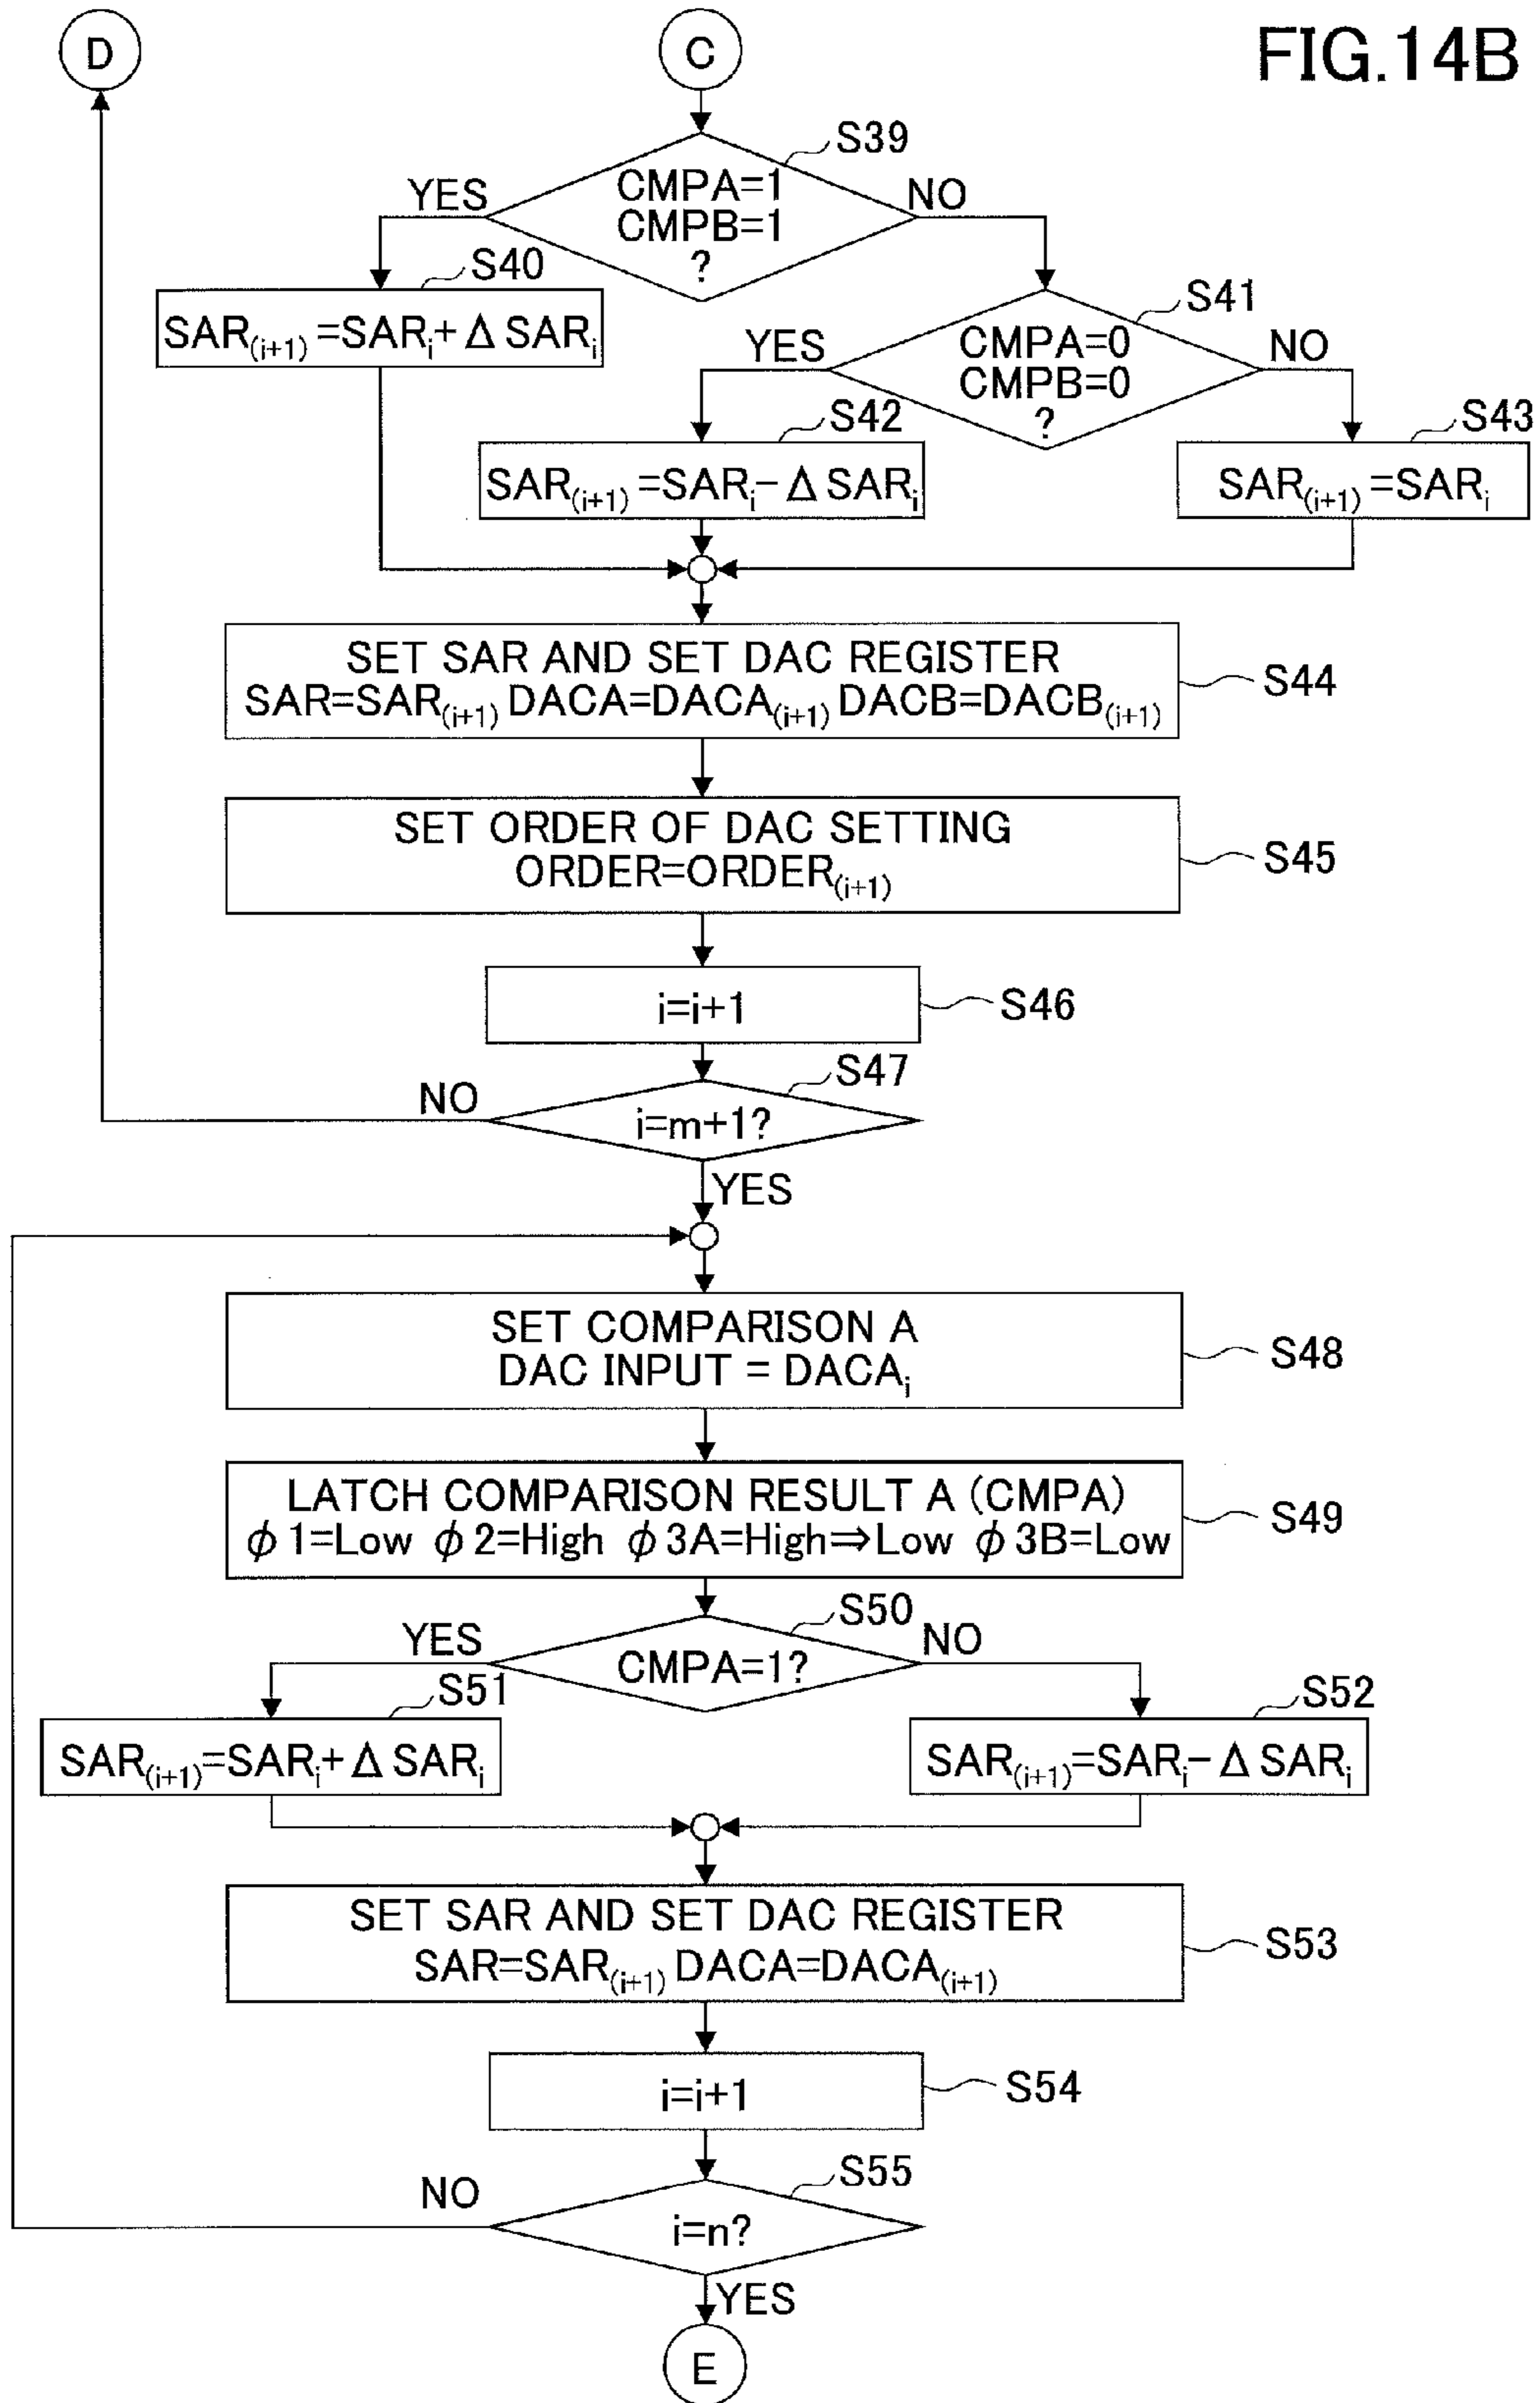 D
C
FIG.14B
S39
CMPA=1
CMPB=1
?
YES
NO
S40
SAR(i+1)=SARi+Δ SARi
S41
CMPA=0
CMPB=0
?
YES
NO
S42
SAR(i+1)=SARi-Δ SARi
S43
SAR(i+1)=SARi
SET SAR AND SET DAC REGISTER
SAR=SAR(i+1) DACA=DACA(i+1) DACB=DACB(i+1)
S44
SET ORDER OF DAC SETTING
ORDER=ORDER(i+1)
S45
i=i+1
S46
S47
NO
i=m+1?
YES
SET COMPARISON A
DAC INPUT = DACAi
S48
LATCH COMPARISON RESULT A (CMPA)
ϕ 1=Low ϕ 2=High ϕ 3A=High⇒Low ϕ 3B=Low
S49
S50
YES
CMPA=1?
NO
S51
SAR(i+1)=SARi+Δ SARi
S52
SAR(i+1)=SARi-Δ SARi
SET SAR AND SET DAC REGISTER
SAR=SAR(i+1) DACA=DACA(i+1)
S53
i=i+1
S54
S55
NO
i=n?
YES
E